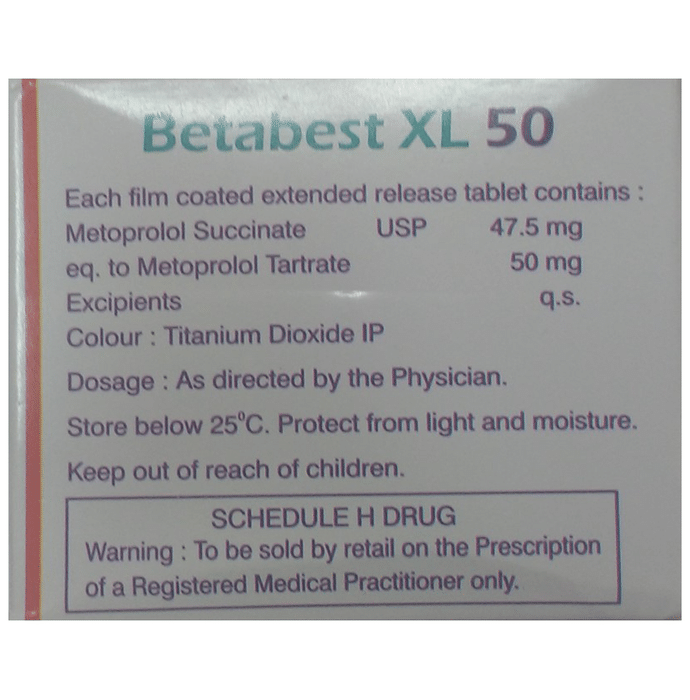 Betabest XL 50
Each film coated extended release tablet contains :
Metoprolol Succinate USP 47.5 mg
eq. to Metoprolol Tartrate 50 mg
Excipients q.s.
Colour : Titanium Dioxide IP
Dosage : As directed by the Physician.
Store below 25⁰C. Protect from light and moisture.
Keep out of reach of children.
SCHEDULE H DRUG
Warning : To be sold by retail on the Prescription
of a Registered Medical Practitioner only.